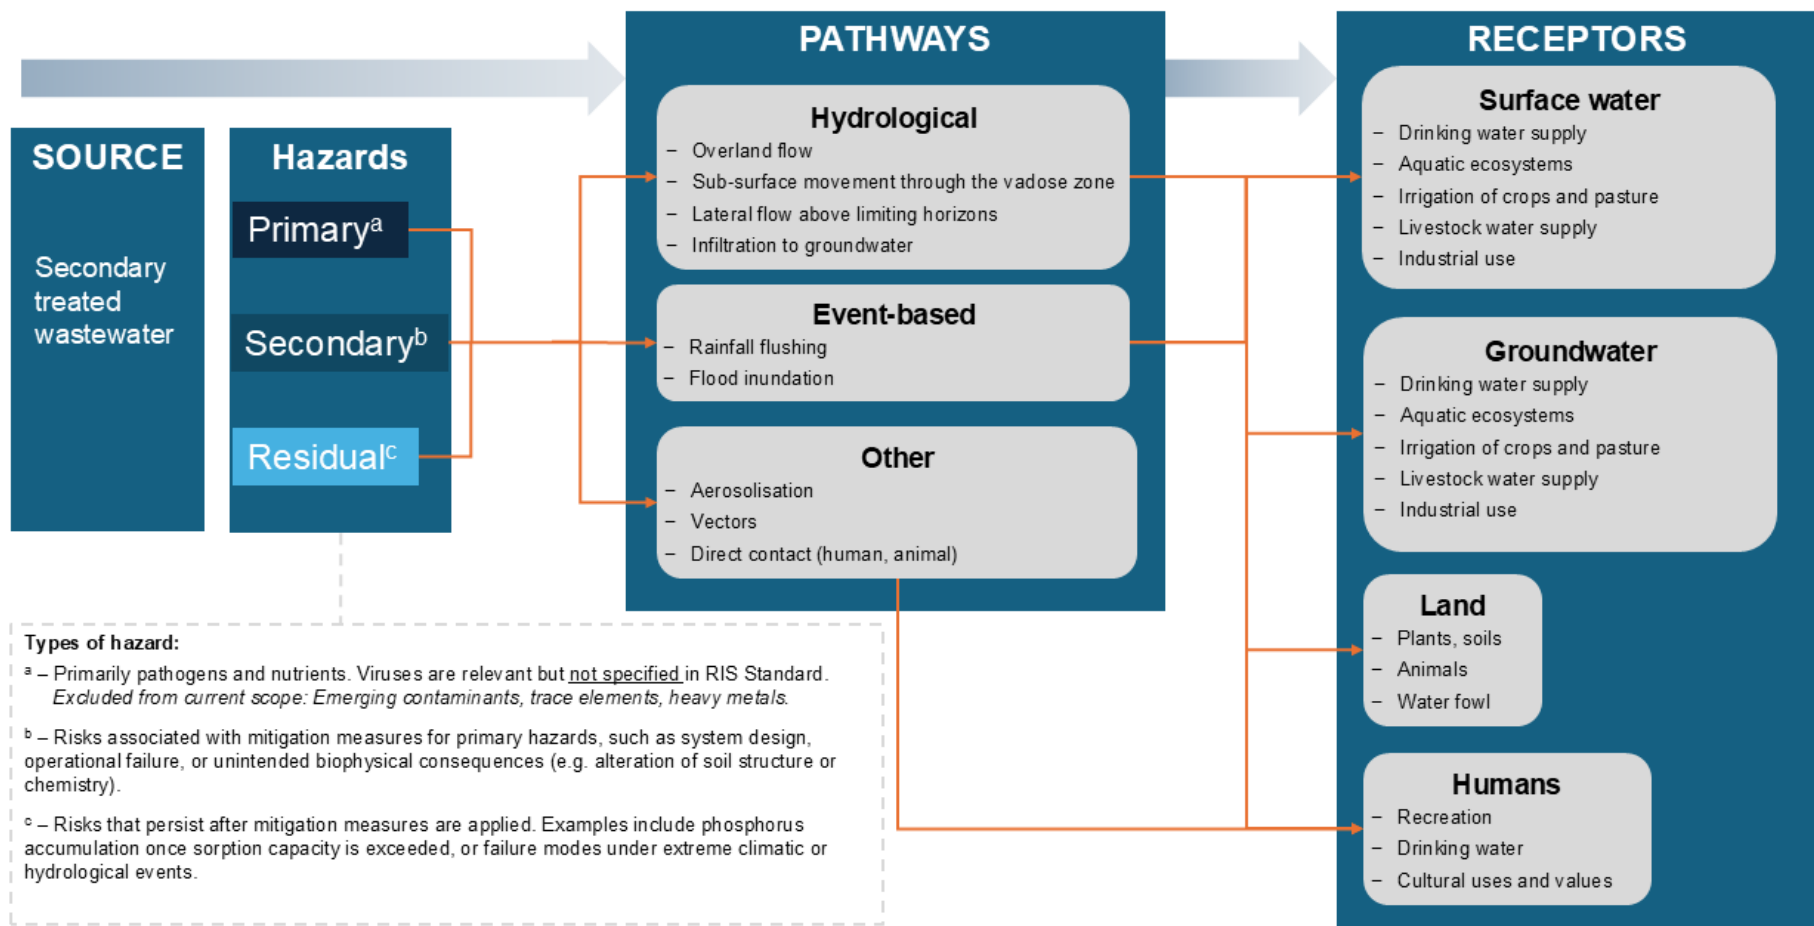 SOURCE
Secondary
treated
wastewater
Hazards
Primaryᵃ
Secondaryᵇ
Residualᶜ
PATHWAYS
Hydrological
– Overland flow
– Sub-surface movement through the vadose zone
– Lateral flow above limiting horizons
– Infiltration to groundwater
Event-based
– Rainfall flushing
– Flood inundation
Other
– Aerosolisation
– Vectors
– Direct contact (human, animal)
RECEPTORS
Surface water
– Drinking water supply
– Aquatic ecosystems
– Irrigation of crops and pasture
– Livestock water supply
– Industrial use
Groundwater
– Drinking water supply
– Aquatic ecosystems
– Irrigation of crops and pasture
– Livestock water supply
– Industrial use
Land
– Plants, soils
– Animals
– Water fowl
Humans
– Recreation
– Drinking water
– Cultural uses and values
Types of hazard:
ᵃ – Primarily pathogens and nutrients. Viruses are relevant but not specified in RIS Standard.
Excluded from current scope: Emerging contaminants, trace elements, heavy metals.
ᵇ – Risks associated with mitigation measures for primary hazards, such as system design,
operational failure, or unintended biophysical consequences (e.g. alteration of soil structure or
chemistry).
ᶜ – Risks that persist after mitigation measures are applied. Examples include phosphorus
accumulation once sorption capacity is exceeded, or failure modes under extreme climatic or
hydrological events.